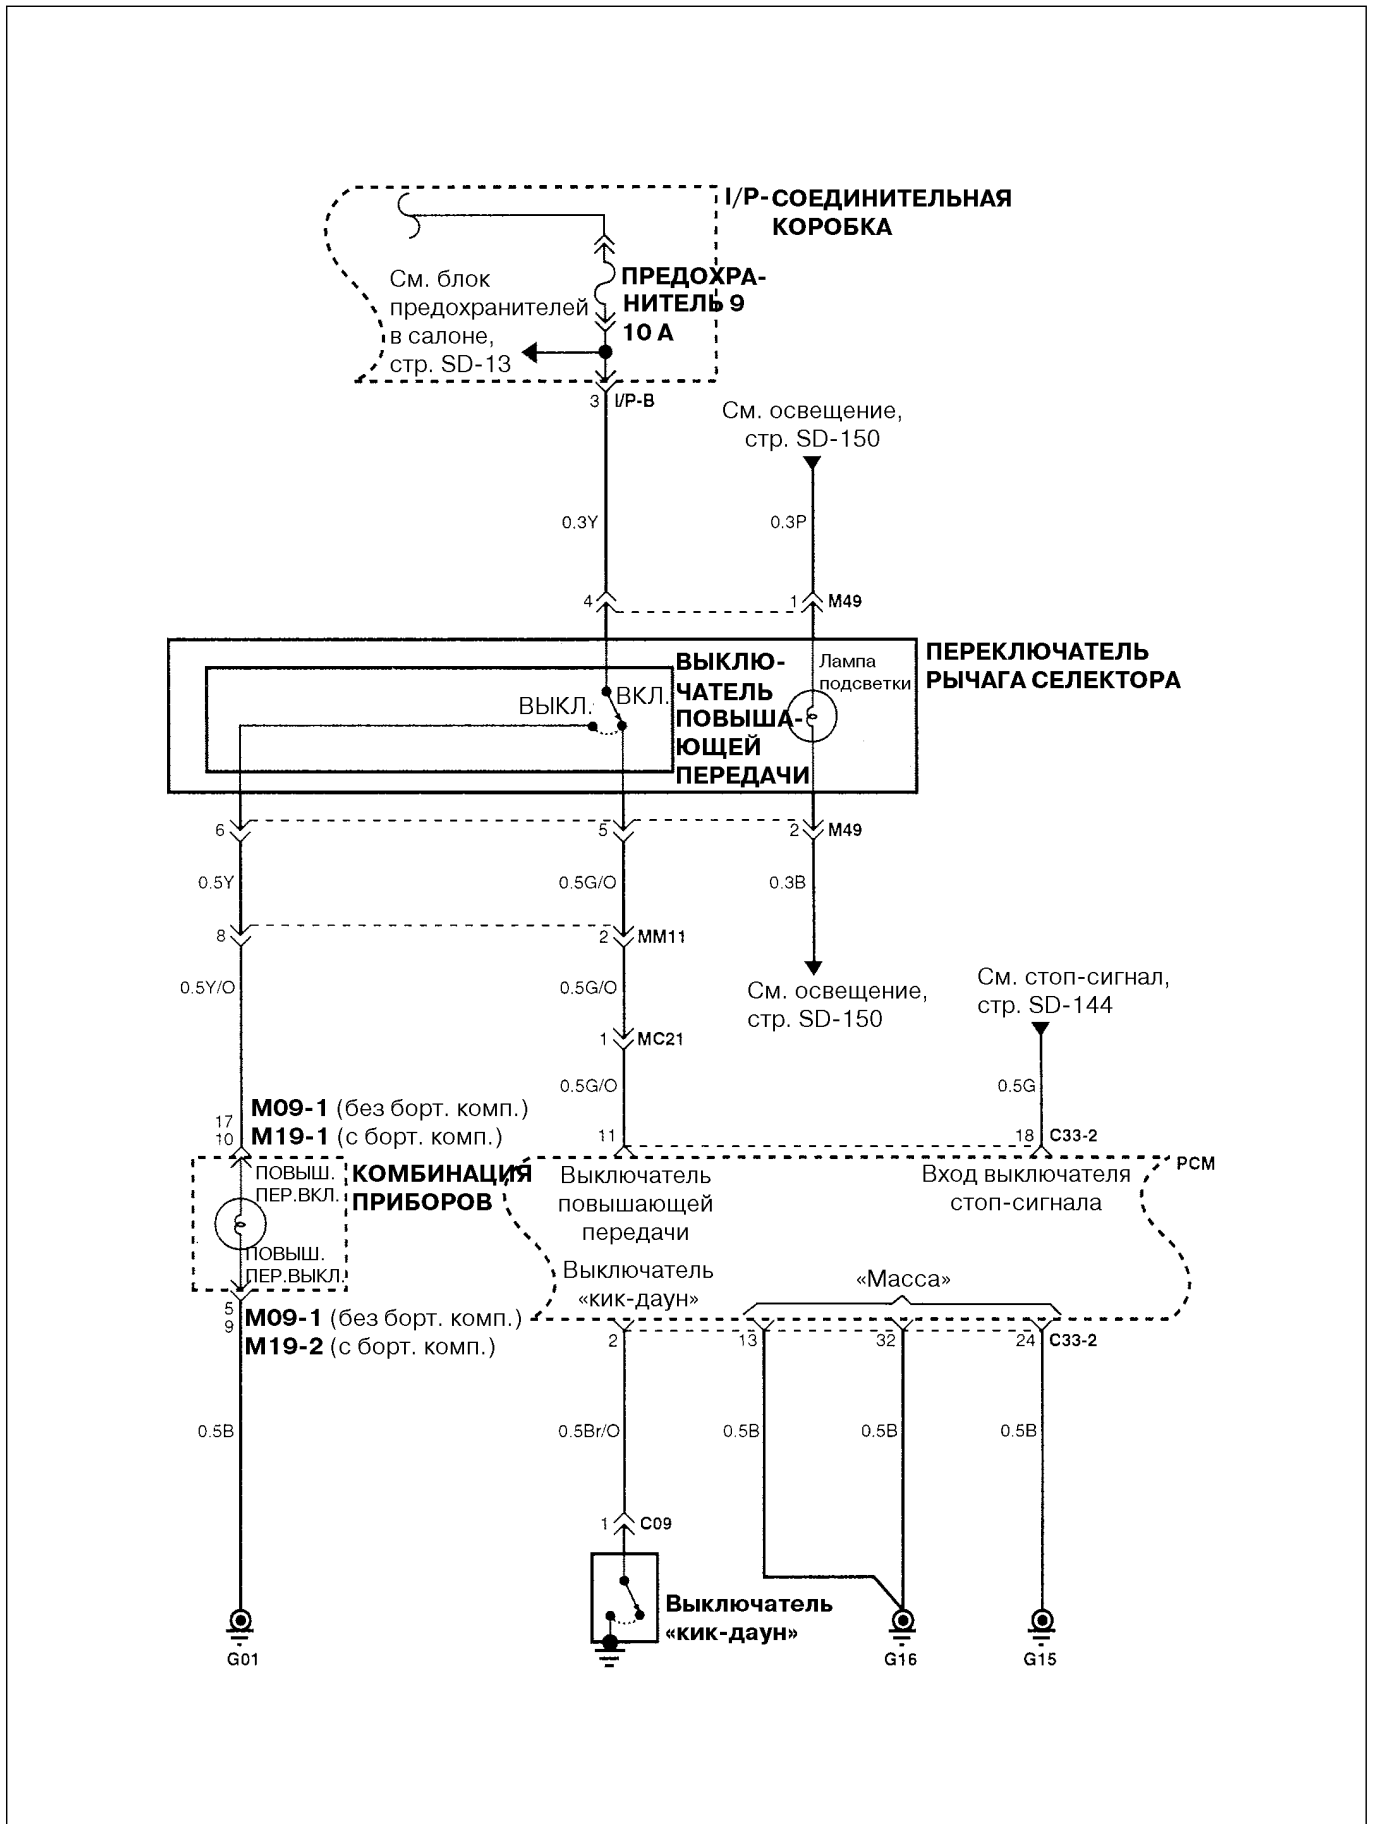 I/P-СОЕДИНИТЕЛЬНАЯ
КОРОБКА
См. блок
предохранителей
в салоне,
стр. SD-13
ПРЕДОХРА-
НИТЕЛЬ 9
10 А
3
I/P-B
См. освещение,
стр. SD-150
0.3Y
0.3P
4
1
M49
ПЕРЕКЛЮЧАТЕЛЬ
РЫЧАГА СЕЛЕКТОРА
ВЫКЛЮ-
ЧАТЕЛЬ
ПОВЫША-
ЮЩЕЙ
ПЕРЕДАЧИ
Лампа
подсветки
ВЫКЛ.
ВКЛ.
6
5
2
M49
0.5Y
0.5G/O
0.3B
8
2
MM11
0.5Y/O
0.5G/O
См. освещение,
стр. SD-150
См. стоп-сигнал,
стр. SD-144
1
MC21
0.5G/O
0.5G
17
M09-1 (без борт. комп.)
10
M19-1 (с борт. комп.)
11
18
C33-2
ПОВЫШ.
ПЕР.ВКЛ.
КОМБИНАЦИЯ
ПРИБОРОВ
ПОВЫШ.
ПЕР.ВЫКЛ.
Выключатель
повышающей
передачи
Вход выключателя
стоп-сигнала
PCM
Выключатель
«кик-даун»
«Масса»
5
M09-1 (без борт. комп.)
9
M19-2 (с борт. комп.)
2
13
32
24
C33-2
0.5B
0.5Br/O
0.5B
0.5B
0.5B
1
C09
Выключатель
«кик-даун»
G01
G16
G15